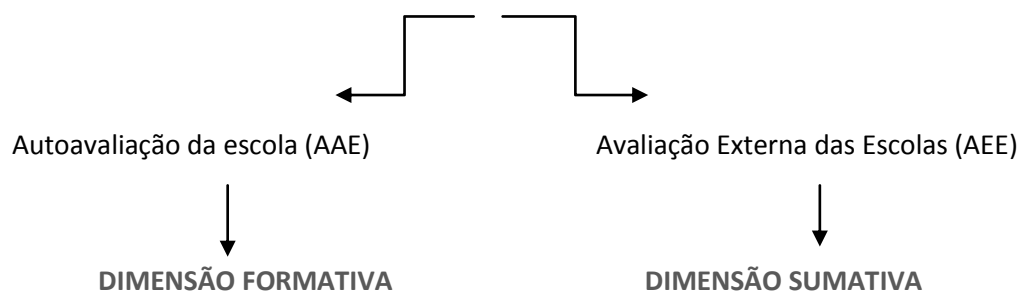 Autoavaliação da escola (AAE) Avaliação Externa das Escolas (AEE)
DIMENSÃO FORMATIVA DIMENSÃO SUMATIVA